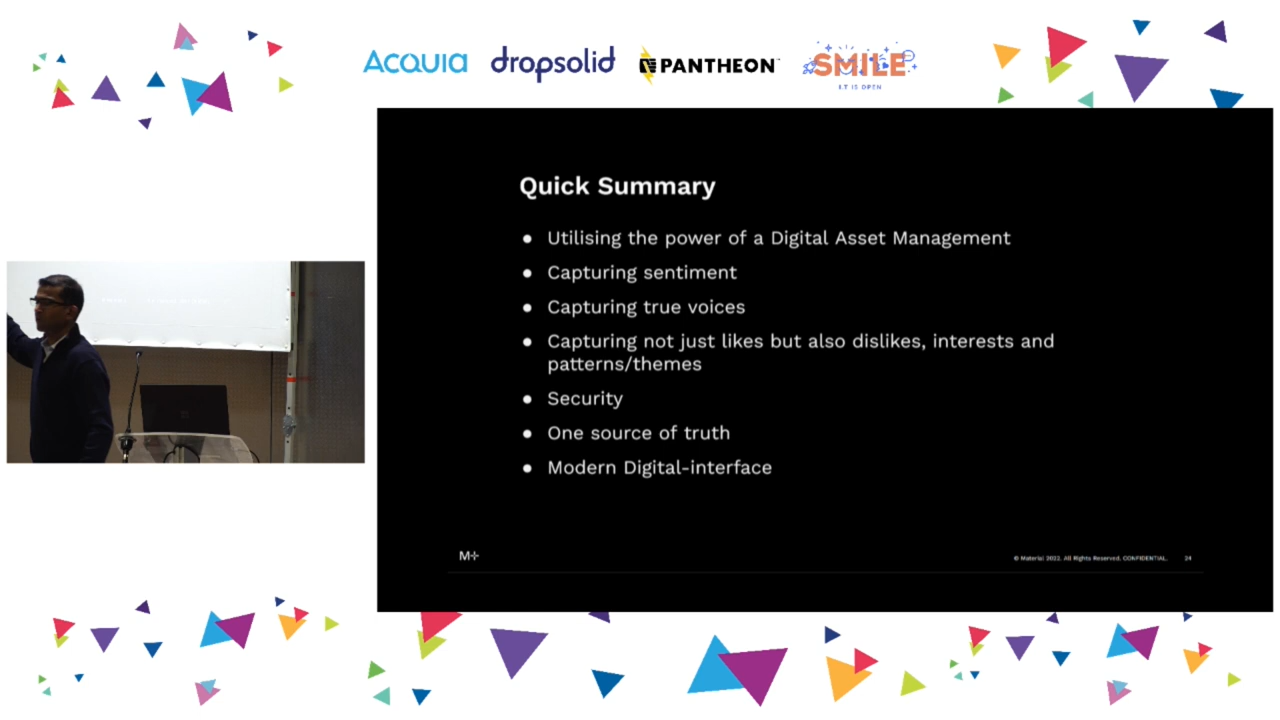 ACQUIA dropsolid PANTHEON SMILE
I.T IS OPEN
Quick Summary
● Utilising the power of a Digital Asset Management
● Capturing sentiment
● Capturing true voices
● Capturing not just likes but also dislikes, interests and
patterns/themes
● Security
● One source of truth
● Modern Digital-interface
M+
© Material 2022. All Rights Reserved. CONFIDENTIAL. 24